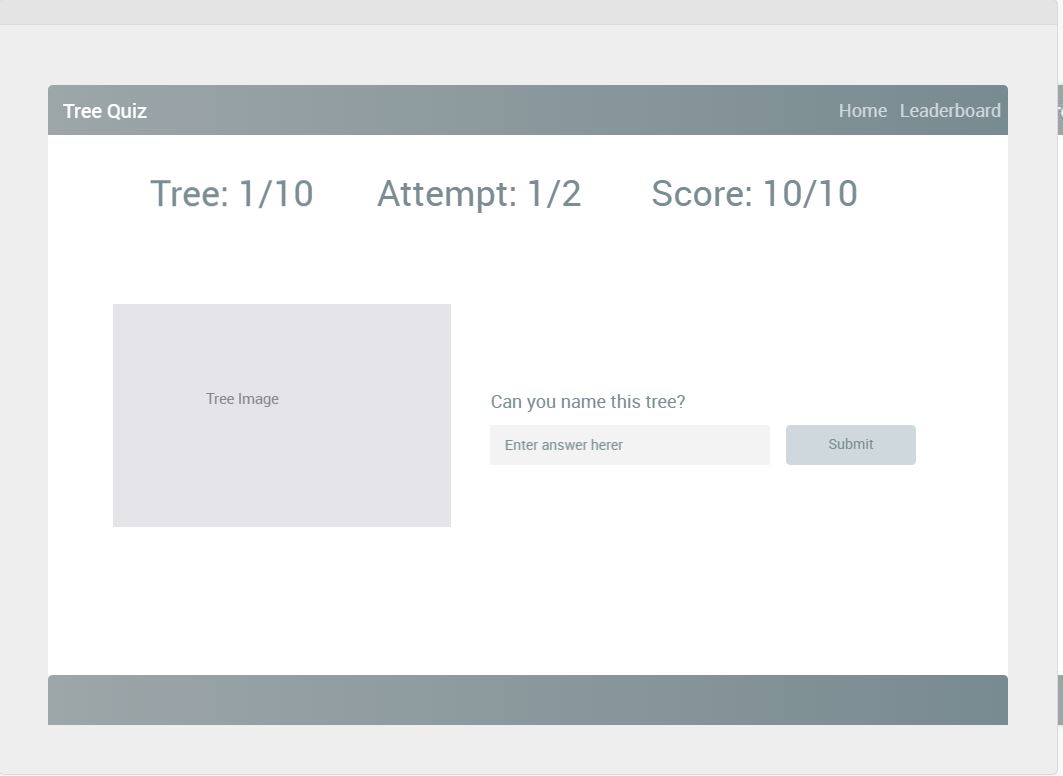 Tree Quiz
Home Leaderboard
Tree: 1/10 Attempt: 1/2 Score: 10/10
Tree Image
Can you name this tree?
Enter answer herer
Submit